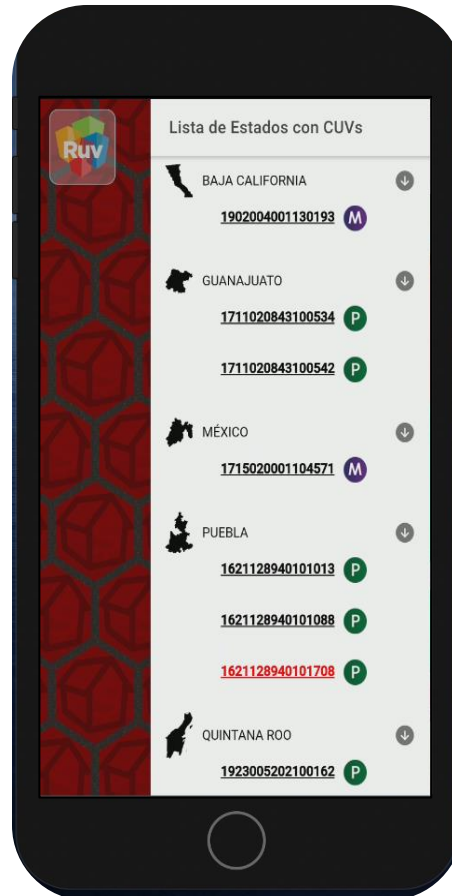 Ruv
Lista de Estados con CUVs
BAJA CALIFORNIA
1902004001130193 M
GUANAJUATO
1711020843100534 P
1711020843100542 P
MÉXICO
1715020001104571 M
PUEBLA
1621128940101013 P
1621128940101088 P
1621128940101708 P
QUINTANA ROO
1923005202100162 P